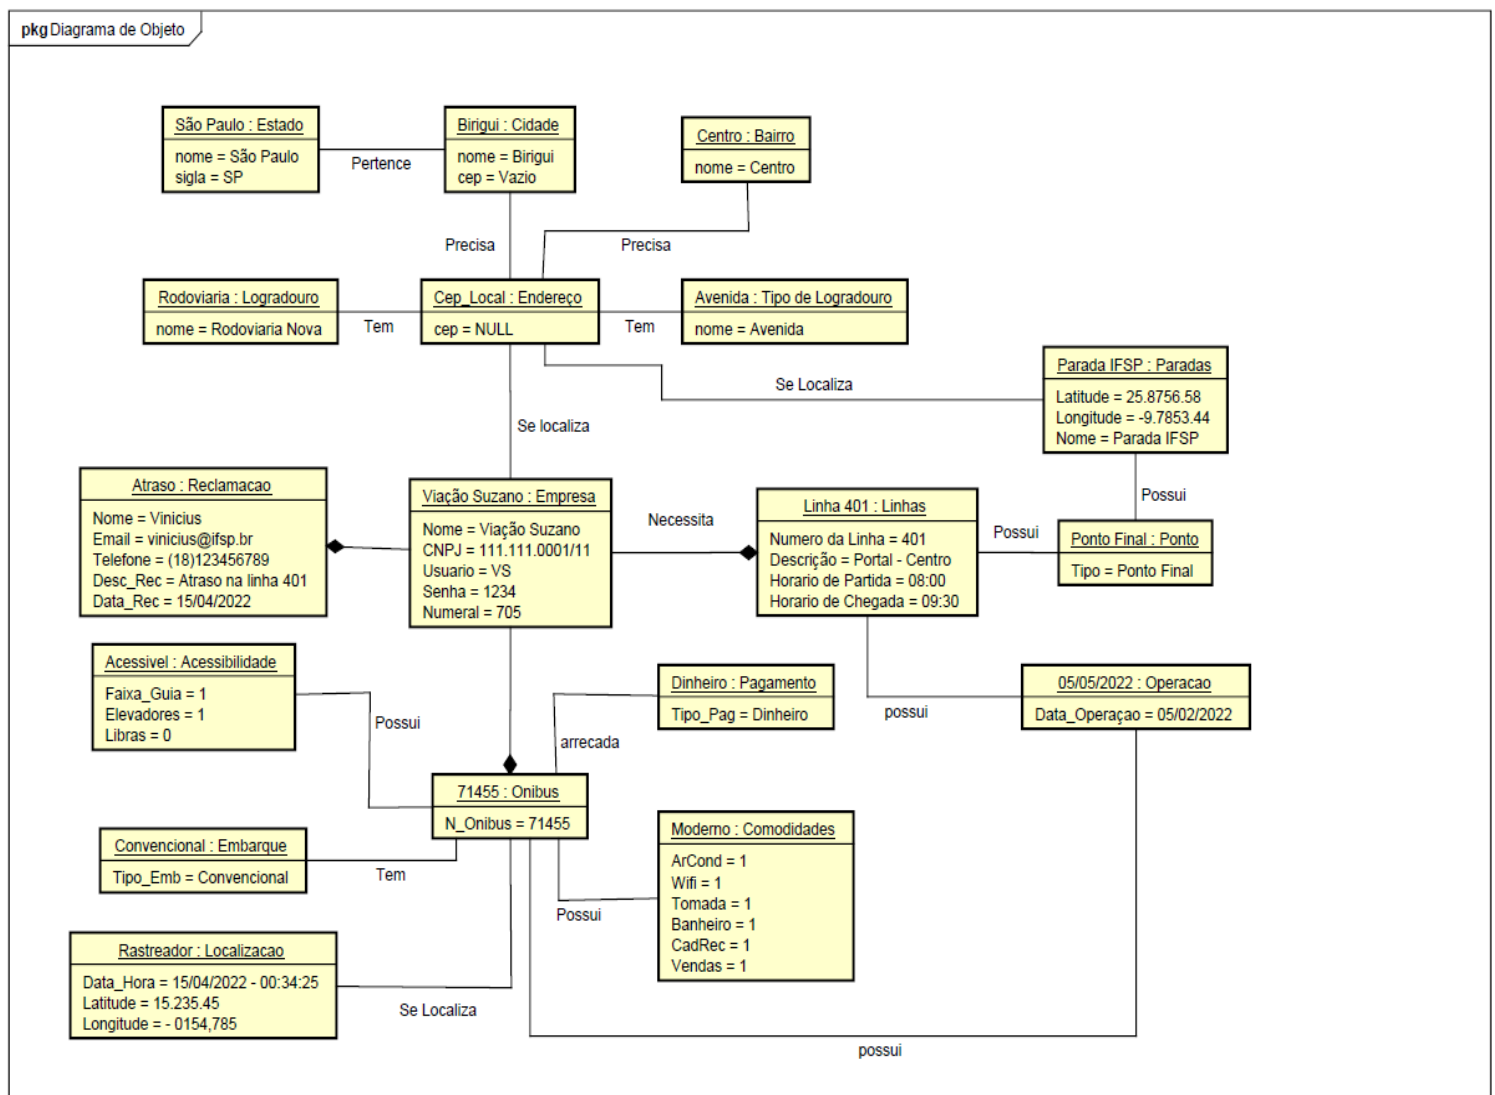 pkg Diagrama de Objeto
São Paulo : Estado
nome = São Paulo
sigla = SP
Pertence
Birigui : Cidade
nome = Birigui
cep = Vazio
Centro : Bairro
nome = Centro
Precisa
Precisa
Rodoviaria : Logradouro
nome = Rodoviaria Nova
Tem
Cep_Local : Endereço
cep = NULL
Tem
Avenida : Tipo de Logradouro
nome = Avenida
Se Localiza
Parada IFSP : Paradas
Latitude = 25.8756.58
Longitude = -9.7853.44
Nome = Parada IFSP
Se localiza
Atraso : Reclamacao
Nome = Vinicius
Email = vinicius@ifsp.br
Telefone = (18)123456789
Desc_Rec = Atraso na linha 401
Data_Rec = 15/04/2022
Viação Suzano : Empresa
Nome = Viação Suzano
CNPJ = 111.111.0001/11
Usuario = VS
Senha = 1234
Numeral = 705
Necessita
Linha 401 : Linhas
Numero da Linha = 401
Descrição = Portal - Centro
Horario de Partida = 08:00
Horario de Chegada = 09:30
Possui
Possui
Ponto Final : Ponto
Tipo = Ponto Final
Acessivel : Acessibilidade
Faixa_Guia = 1
Elevadores = 1
Libras = 0
Possui
Dinheiro : Pagamento
Tipo_Pag = Dinheiro
arrecada
possui
05/05/2022 : Operacao
Data_Operaçao = 05/02/2022
71455 : Onibus
N_Onibus = 71455
Convencional : Embarque
Tipo_Emb = Convencional
Tem
Moderno : Comodidades
ArCond = 1
Wifi = 1
Tomada = 1
Banheiro = 1
CadRec = 1
Vendas = 1
Possui
Rastreador : Localizacao
Data_Hora = 15/04/2022 - 00:34:25
Latitude = 15.235.45
Longitude = - 0154,785
Se Localiza
possui